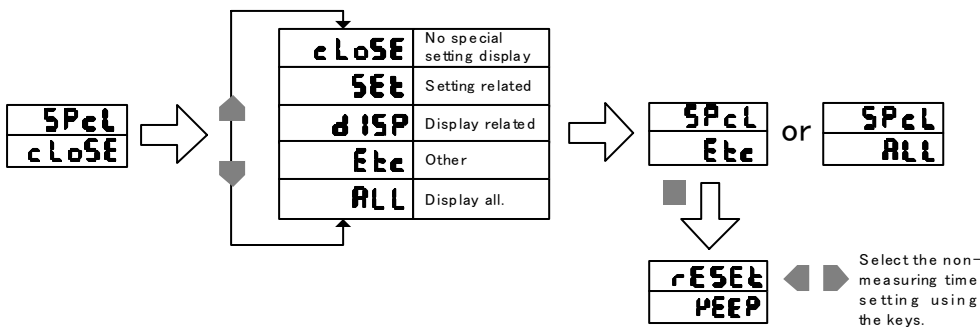 SPcL
cLoSE
cLoSE
No special
setting display
SEt
Setting related
dISP
Display related
Etc
Other
ALL
Display all.
SPcL
Etc
or
SPcL
ALL
rESEt
KEEP
Select the non-
measuring time
setting using
the keys.